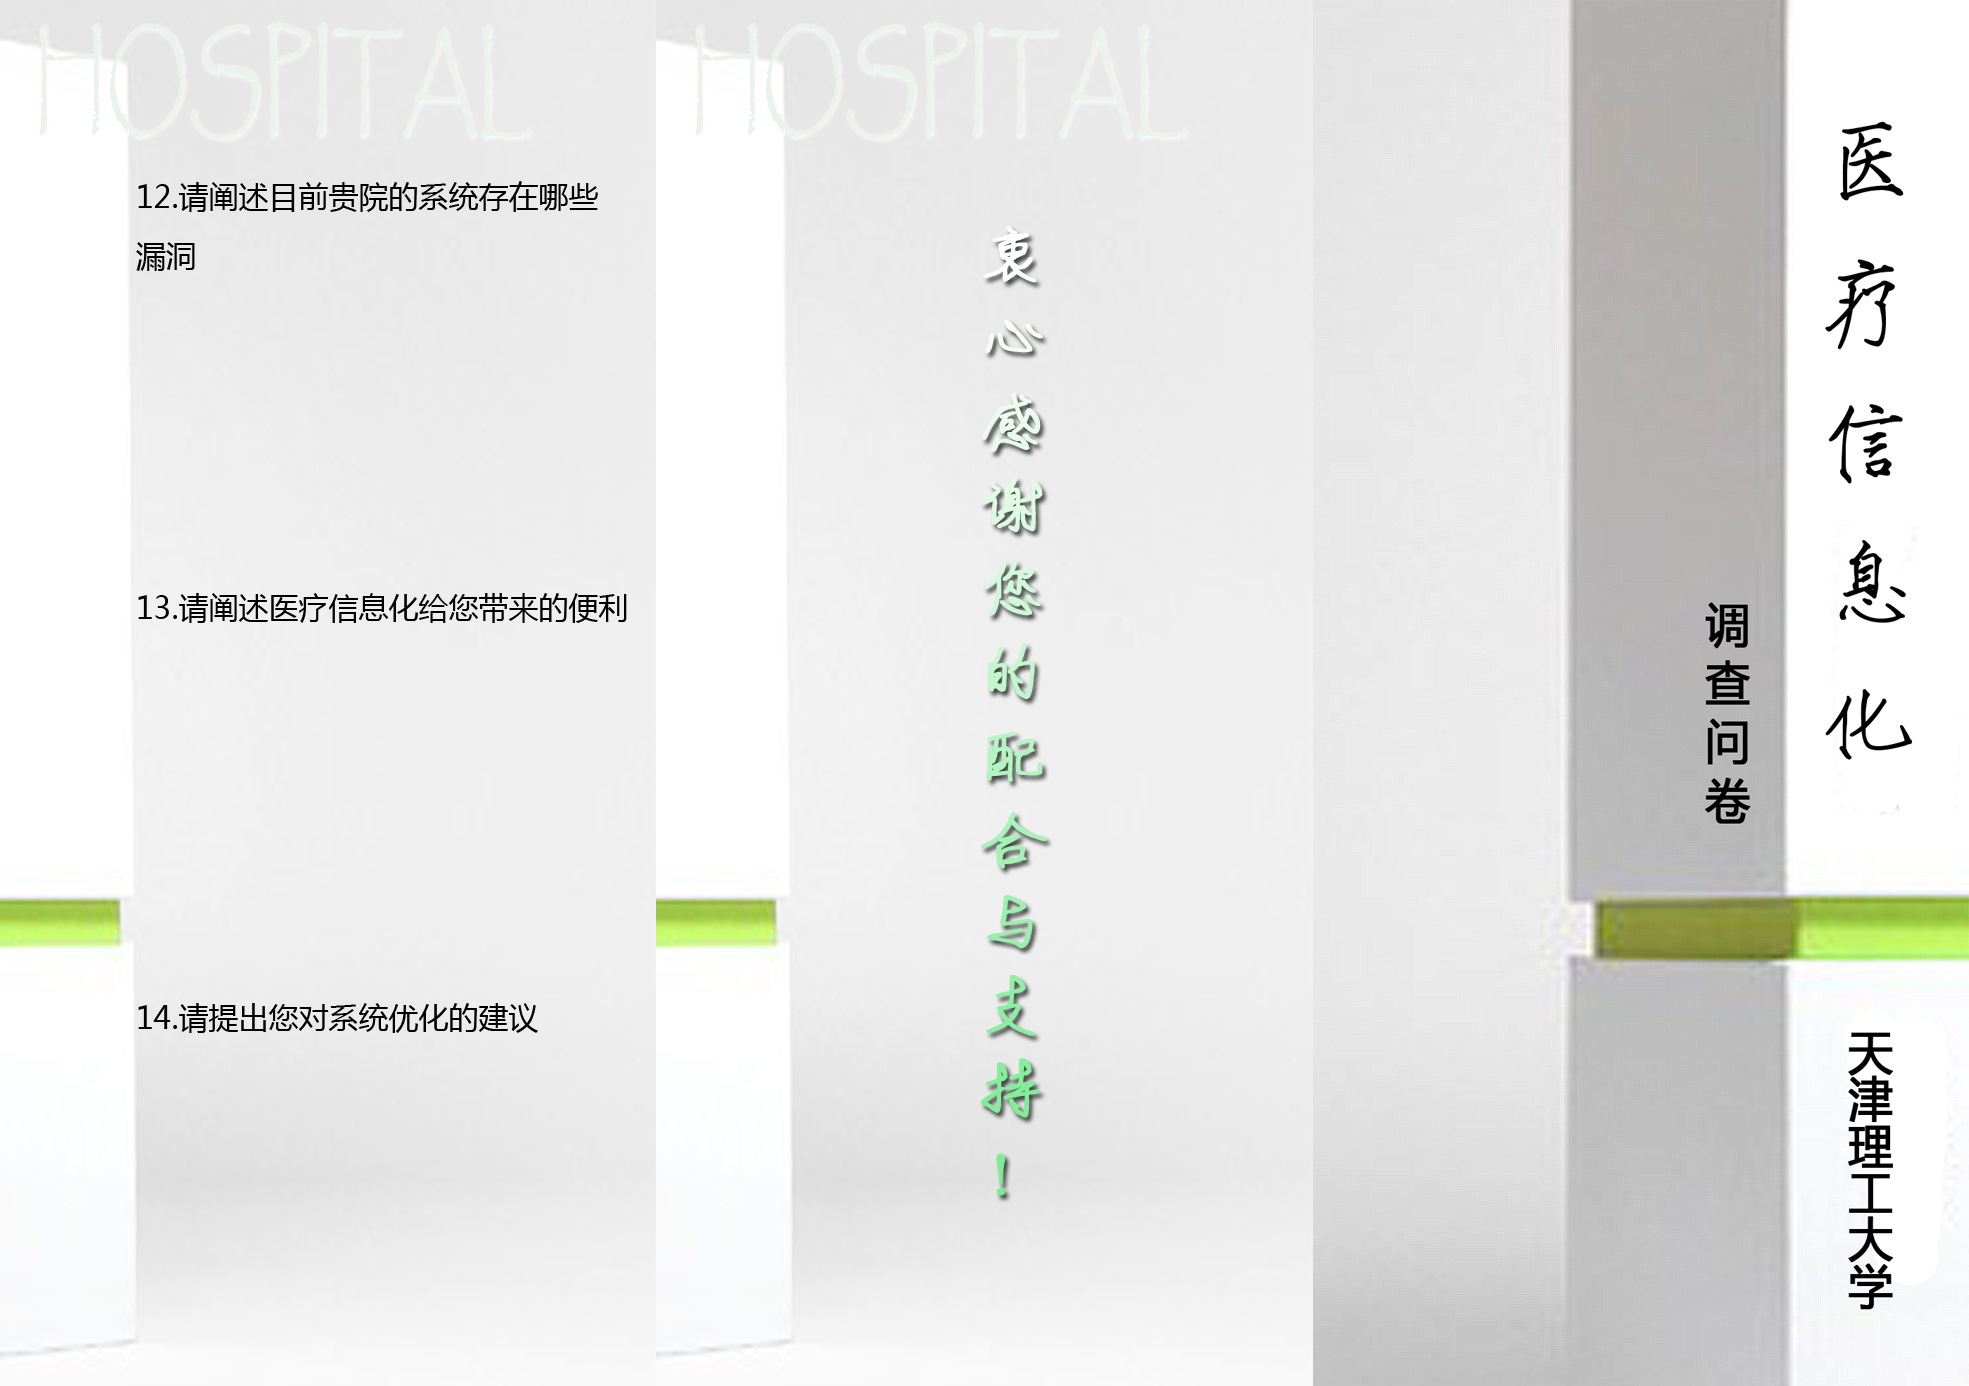 HOSPITAL
12.请阐述目前贵院的系统存在哪些
漏洞
13.请阐述医疗信息化给您带来的便利
14.请提出您对系统优化的建议
HOSPITAL
衷心感谢您的配合与支持！
医疗信息化
调查问卷
天津理工大学